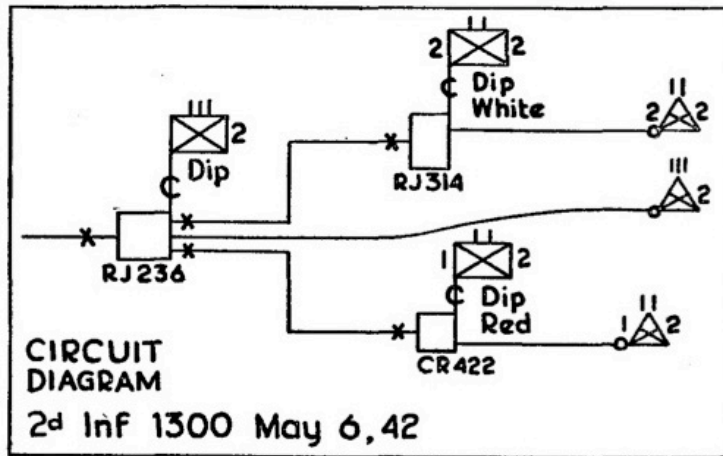 II
2 2
Dip
White
II
2 2
RJ314
III
2
Dip
RJ236
III
2
II
1 2
Dip
Red
CR422
II
1 2
CIRCUIT
DIAGRAM
2d Inf 1300 May 6,42